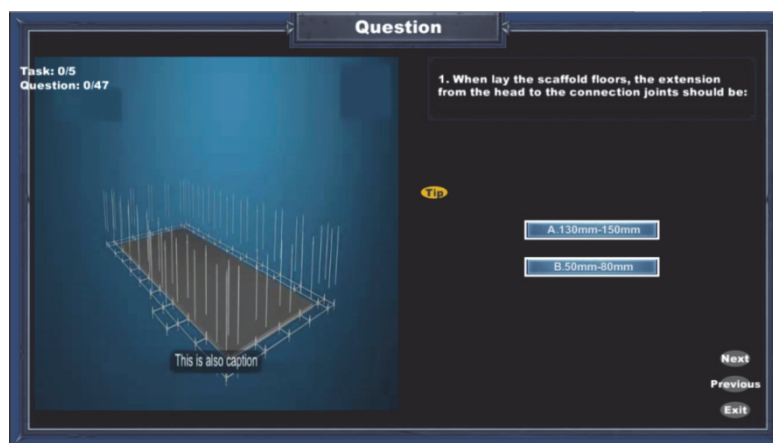 Question
Task: 0/5
Question: 0/47
1. When lay the scaffold floors, the extension
from the head to the connection joints should be:
Tip
A.130mm-150mm
B.50mm-80mm
This is also caption
Next
Previous
Exit